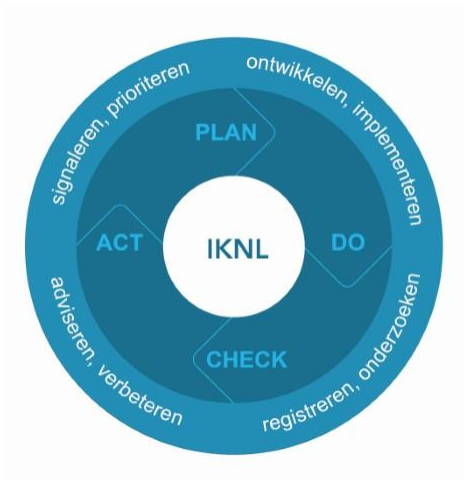 signaleren, prioriteren
ontwikkelen, implementeren
PLAN
ACT
IKNL
DO
CHECK
adviseren, verbeteren
registreren, onderzoeken